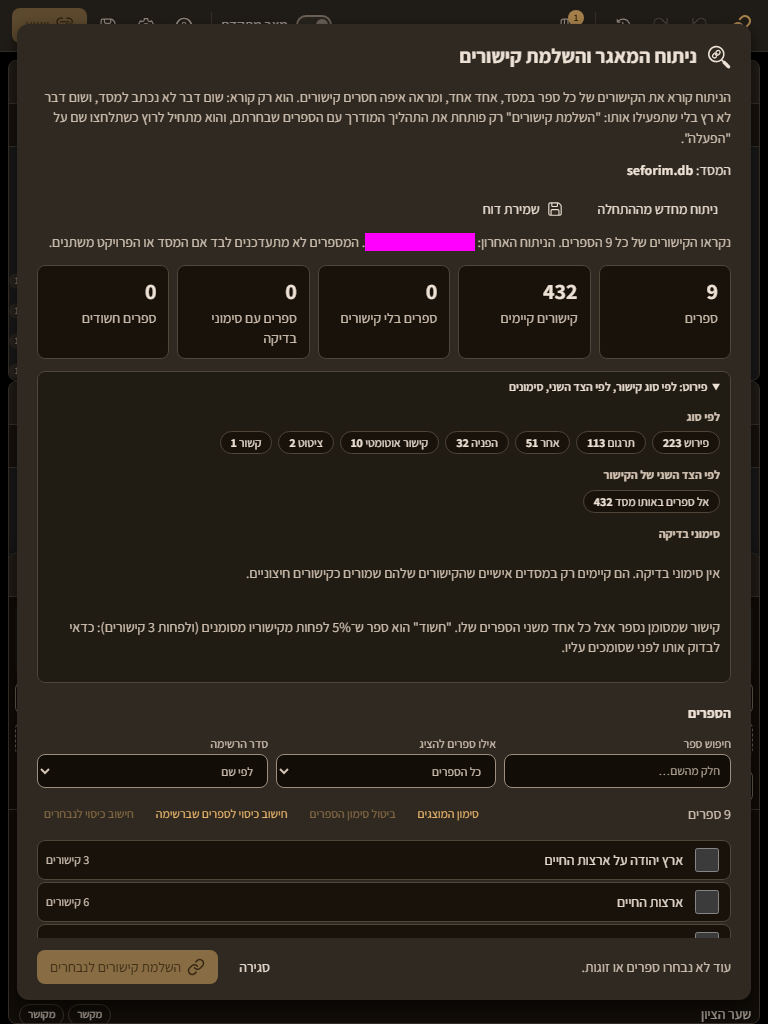 מצב מתקדם
1
ניתוח המאגר והשלמת קישורים
הניתוח קורא את הקישורים של כל ספר במסד, אחד אחד, ומראה איפה חסרים קישורים. הוא רק קורא: שום דבר לא נכתב למסד, ושום דבר
לא רץ בלי שתפעילו אותו: "השלמת קישורים" רק פותחת את התהליך המודרך עם הספרים שבחרתם, והוא מתחיל לרוץ כשתלחצו שם על
"הפעלה".
המסד: seforim.db
ניתוח מחדש מההתחלה
שמירת דוח
נקראו הקישורים של כל 9 הספרים. הניתוח האחרון: . המספרים לא מתעדכנים לבד אם המסד או הפרויקט משתנים.
9
ספרים
432
קישורים קיימים
0
ספרים בלי קישורים
0
ספרים עם סימוני
בדיקה
0
ספרים חשודים
▼ פירוט: לפי סוג קישור, לפי הצד השני, סימונים
לפי סוג
פירוש 223
תרגום 113
אחר 51
הפניה 32
קישור אוטומטי 10
ציטוט 2
קשור 1
לפי הצד השני של הקישור
אל ספרים באותו מסד 432
סימוני בדיקה
אין סימוני בדיקה. הם קיימים רק במסדים אישיים שהקישורים שלהם שמורים כקישורים חיצוניים.
קישור שמסומן נספר אצל כל אחד משני הספרים שלו. "חשוד" הוא ספר ש־5% לפחות מקישוריו מסומנים (ולפחות 3 קישורים): כדאי
לבדוק אותו לפני שסומכים עליו.
הספרים
חיפוש ספר
אילו ספרים להציג
סדר הרשימה
חלק מהשם...
כל הספרים
לפי שם
9 ספרים
סימון המוצגים
ביטול סימון הספרים
חישוב כיסוי לספרים שברשימה
חישוב כיסוי לנבחרים
ארץ יהודה על ארצות החיים
3 קישורים
ארצות החיים
6 קישורים
עוד לא נבחרו ספרים או זוגות.
סגירה
השלמת קישורים לנבחרים
שער הציון
מקשר
מקושר